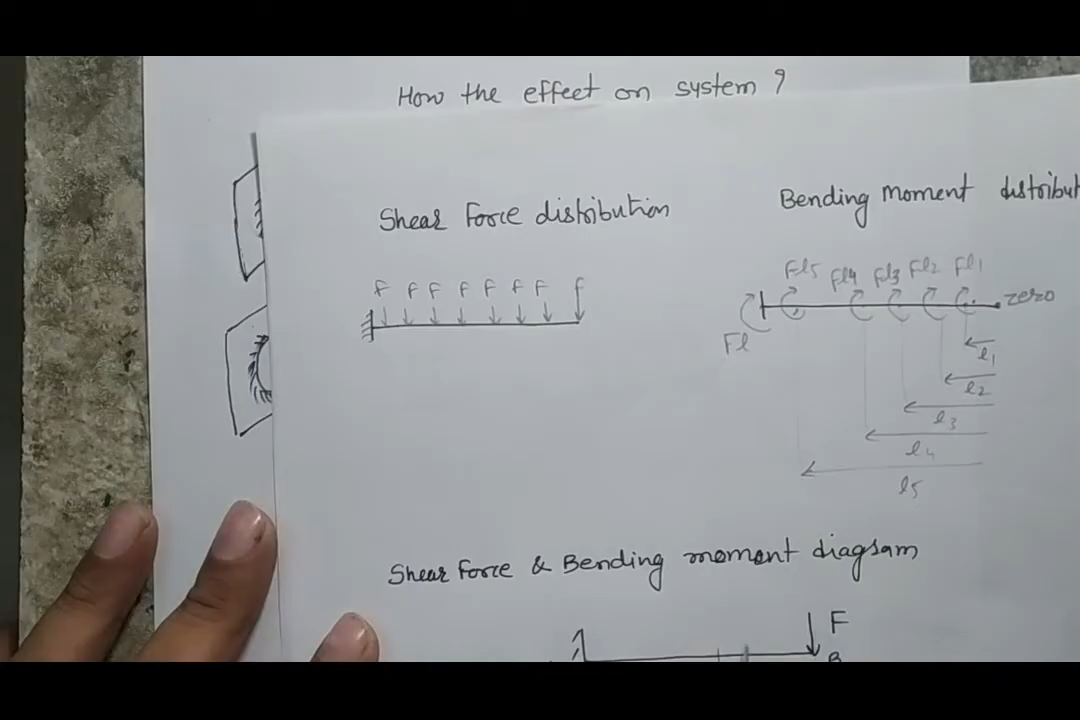 How the effect on system ?
Shear Force distribution
Bending moment distribut
F F F F F F F F
Fl5 Fl4 Fl3 Fl2 Fl1
zero
Fl
l1
l2
l3
l4
l5
Shear Force & Bending moment diagram
F
B